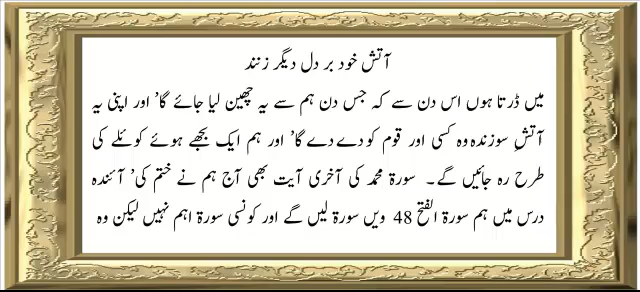 آتش خود بر دل دیگر زنند
میں ڈرتا ہوں اس دن سے کہ جس دن ہم سے یہ چھین لیا جائے گا، اور اپنی یہ
آتشِ سوزندہ وہ کسی اور قوم کو دے دے گا، اور ہم ایک بجھے ہوئے کوئلے کی
طرح رہ جائیں گے۔ سورۃ محمد کی آخری آیت بھی آج ہم نے ختم کی، آئندہ
درس میں ہم سورۃ الفتح 48 ویں سورۃ لیں گے اور کونسی سورۃ اہم نہیں لیکن وہ